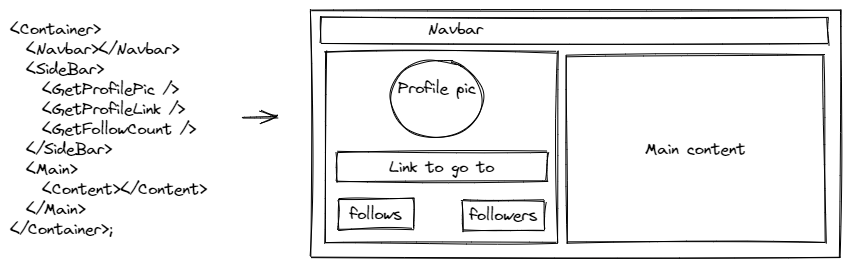 <Container>
<Navbar></Navbar>
<SideBar>
<GetProfilePic />
<GetProfileLink />
<GetFollowCount />
</SideBar>
<Main>
<Content></Content>
</Main>
</Container>;
Navbar
Profile pic
Link to go to
follows
followers
Main content